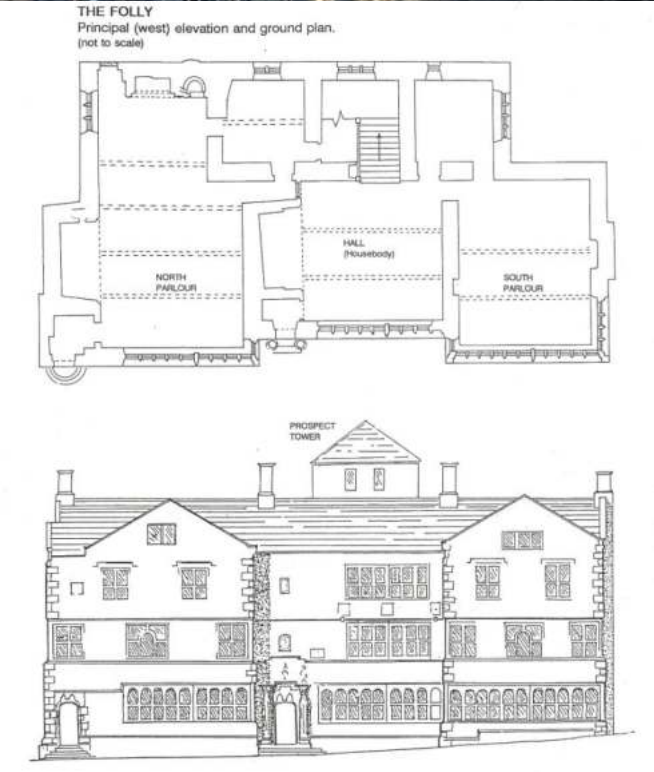 THE FOLLY
Principal (west) elevation and ground plan.
(not to scale)
NORTH
PARLOUR
HALL
(Housebody)
SOUTH
PARLOUR
PROSPECT
TOWER